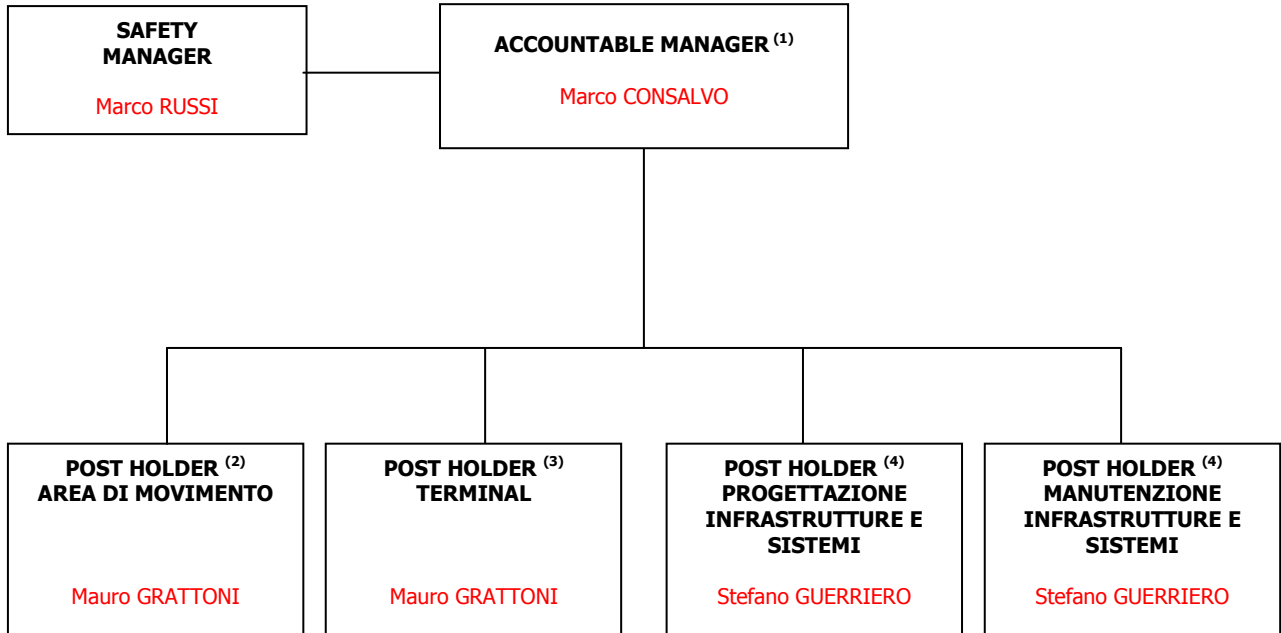 SAFETY
MANAGER
Marco RUSSI
ACCOUNTABLE MANAGER (1)
Marco CONSALVO
POST HOLDER (2)
AREA DI MOVIMENTO
Mauro GRATTONI
POST HOLDER (3)
TERMINAL
Mauro GRATTONI
POST HOLDER (4)
PROGETTAZIONE
INFRASTRUTTURE E
SISTEMI
Stefano GUERRIERO
POST HOLDER (4)
MANUTENZIONE
INFRASTRUTTURE E
SISTEMI
Stefano GUERRIERO